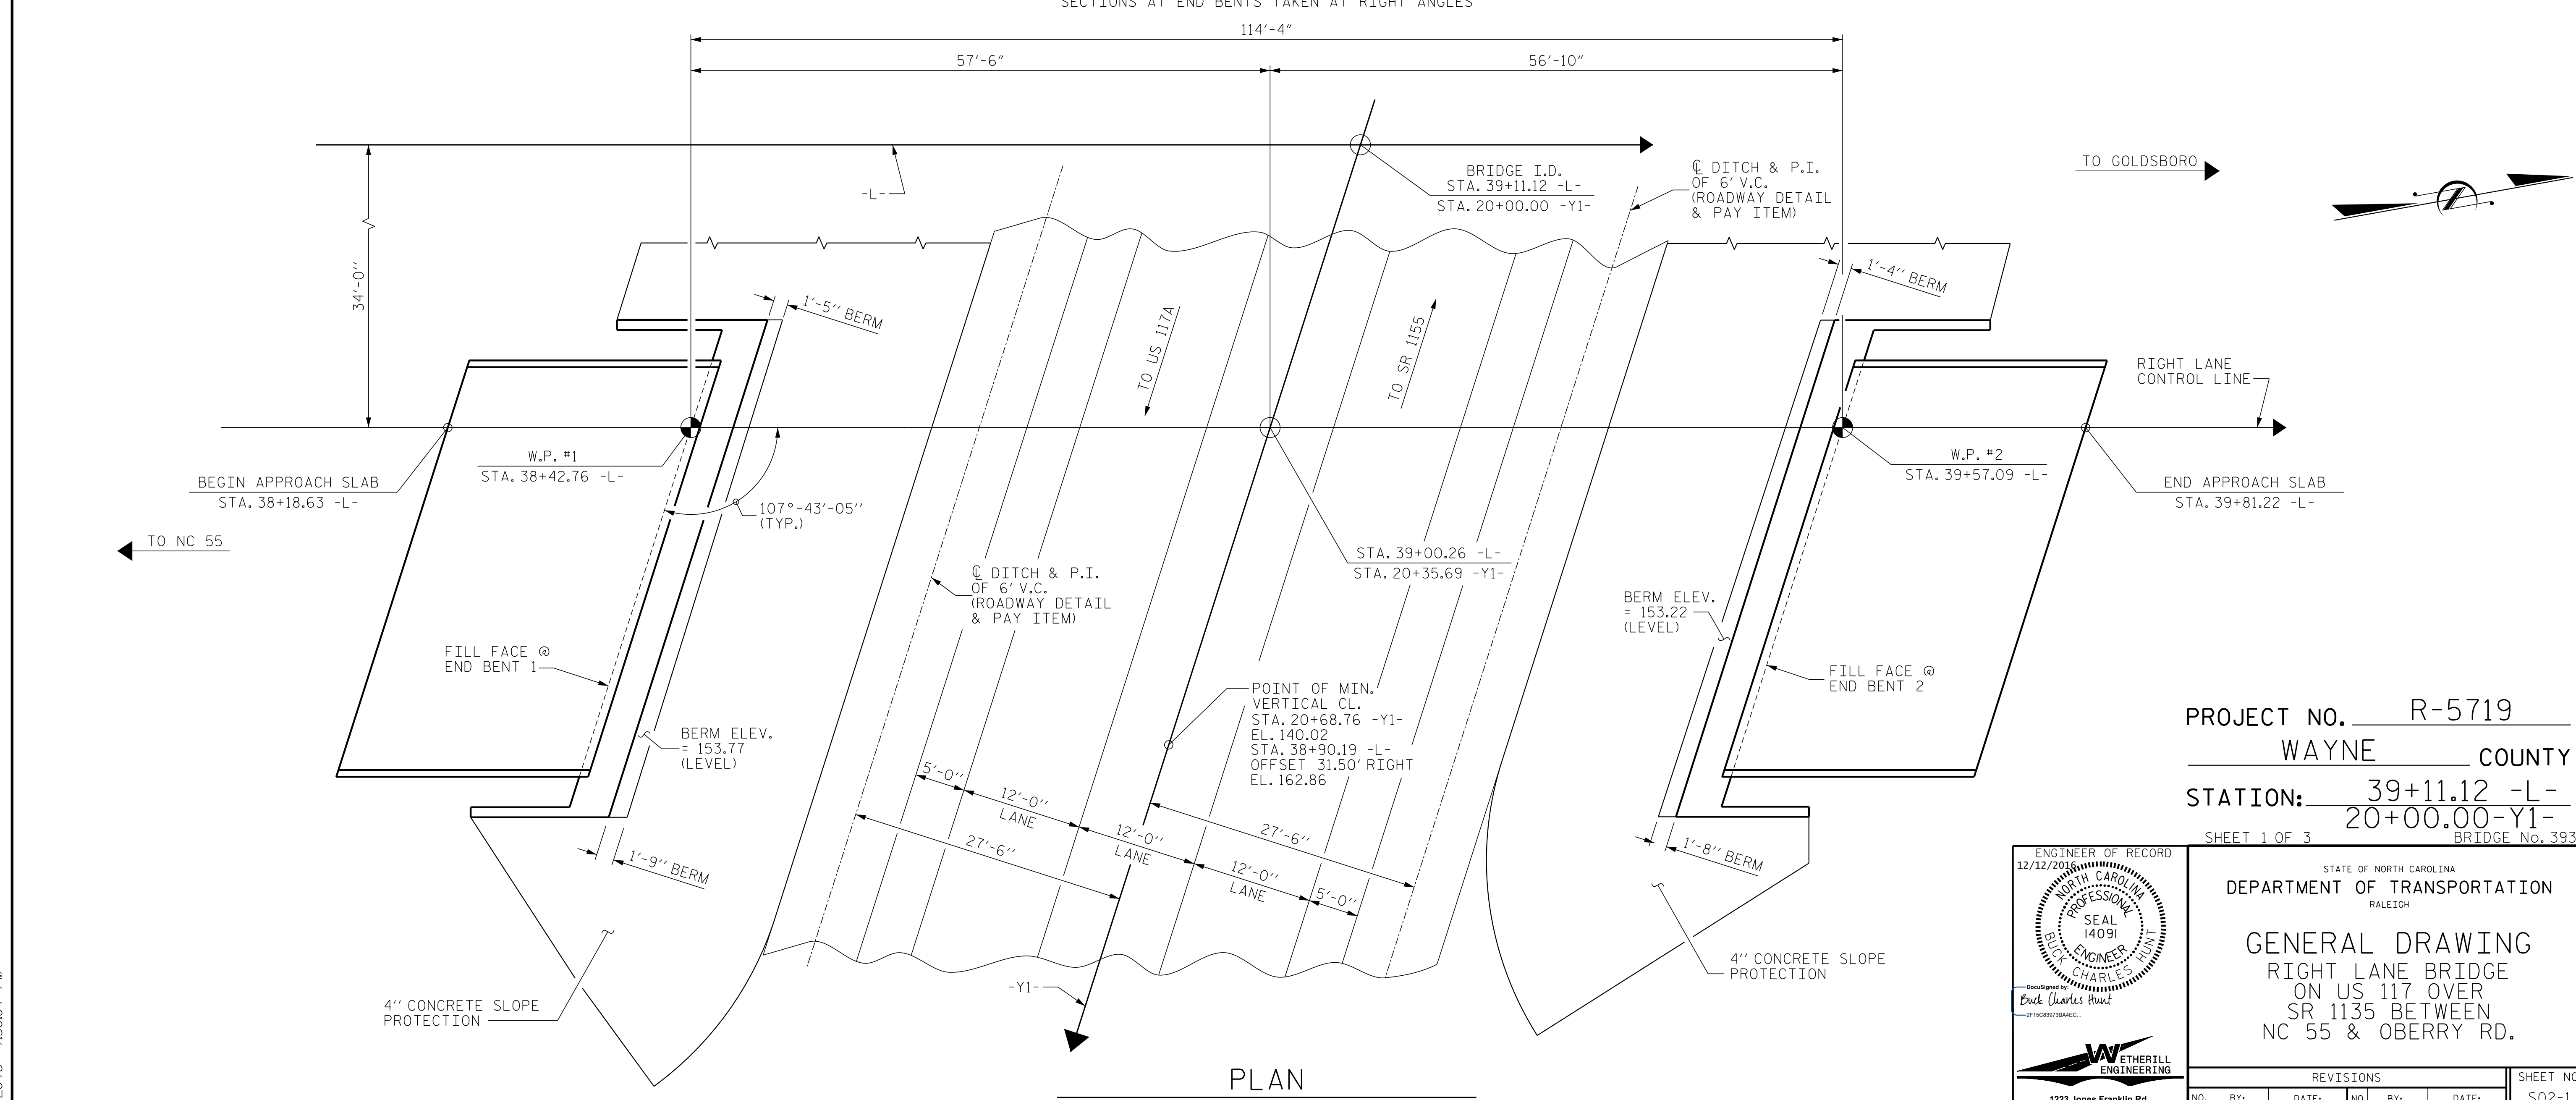 SECTIONS AT END BENTS TAKEN AT RIGHT ANGLES
114'-4"
57'-6"
56'-10"
34'-0''
-L-
BRIDGE I.D.
STA. 39+11.12 -L-
STA. 20+00.00 -Y1-
℄ DITCH & P.I.
OF 6' V.C.
(ROADWAY DETAIL
& PAY ITEM)
TO GOLDSBORO
1'-5'' BERM
1'-4'' BERM
TO US 117A
TO SR 1155
RIGHT LANE
CONTROL LINE
W.P. #1
STA. 38+42.76 -L-
BEGIN APPROACH SLAB
STA. 38+18.63 -L-
107°-43'-05''
(TYP.)
W.P. #2
STA. 39+57.09 -L-
END APPROACH SLAB
STA. 39+81.22 -L-
TO NC 55
STA. 39+00.26 -L-
STA. 20+35.69 -Y1-
℄ DITCH & P.I.
OF 6' V.C.
(ROADWAY DETAIL
& PAY ITEM)
BERM ELEV.
= 153.22
(LEVEL)
FILL FACE @
END BENT 1
FILL FACE @
END BENT 2
BERM ELEV.
= 153.77
(LEVEL)
POINT OF MIN.
VERTICAL CL.
STA. 20+68.76 -Y1-
EL. 140.02
STA. 38+90.19 -L-
OFFSET 31.50' RIGHT
EL. 162.86
5'-0''
12'-0''
LANE
12'-0''
LANE
12'-0''
LANE
5'-0''
27'-6''
27'-6''
1'-9'' BERM
1'-8'' BERM
4'' CONCRETE SLOPE
PROTECTION
4'' CONCRETE SLOPE
PROTECTION
-Y1-
PLAN
PROJECT NO. R-5719
WAYNE COUNTY
STATION: 39+11.12 -L-
20+00.00-Y1-
SHEET 1 OF 3 BRIDGE No. 393
ENGINEER OF RECORD
12/12/2016
NORTH CAROLINA
PROFESSIONAL
SEAL
14091
ENGINEER
BUCK CHARLES HUNT
DocuSigned by:
Buck Charles Hunt
2F15C83973BA4EC...
WETHERILL
ENGINEERING
1223 Jones Franklin Rd.
STATE OF NORTH CAROLINA
DEPARTMENT OF TRANSPORTATION
RALEIGH
GENERAL DRAWING
RIGHT LANE BRIDGE
ON US 117 OVER
SR 1135 BETWEEN
NC 55 & OBERRY RD.
REVISIONS
SHEET NO
NO. BY: DATE: NO. BY: DATE:
S02-1